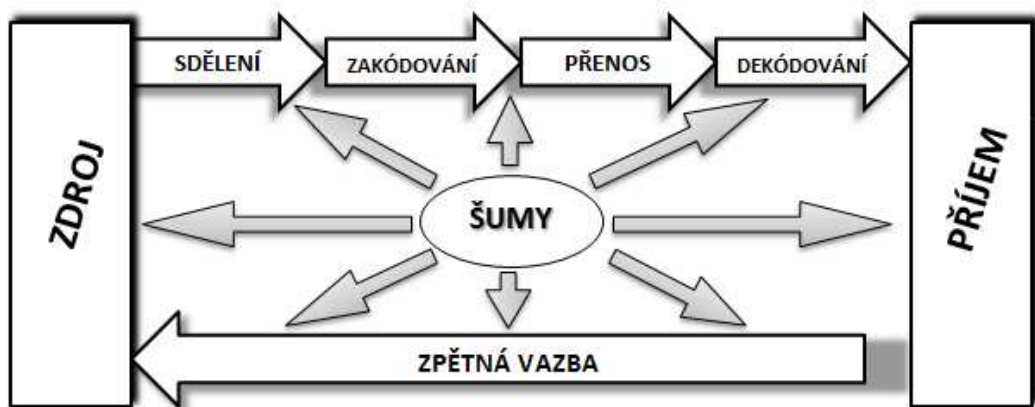 SDĚLENÍ
ZAKÓDOVÁNÍ
PŘENOS
DEKÓDOVÁNÍ
ZDROJ
ŠUMY
PŘÍJEM
ZPĚTNÁ VAZBA